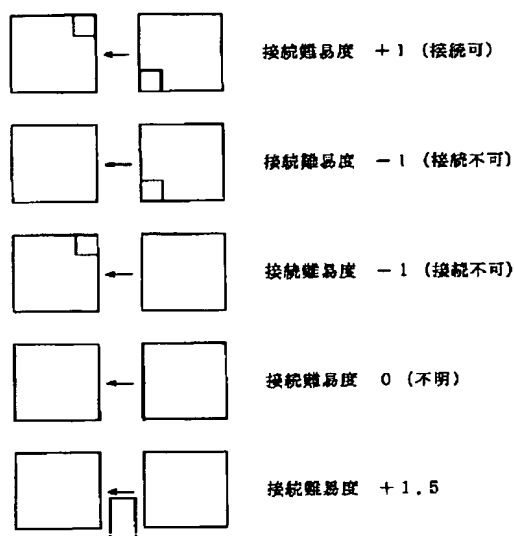 接続難易度 +1 (接続可)
接続難易度 -1 (接続不可)
接続難易度 -1 (接続不可)
接続難易度 0 (不明)
接続難易度 +1.5